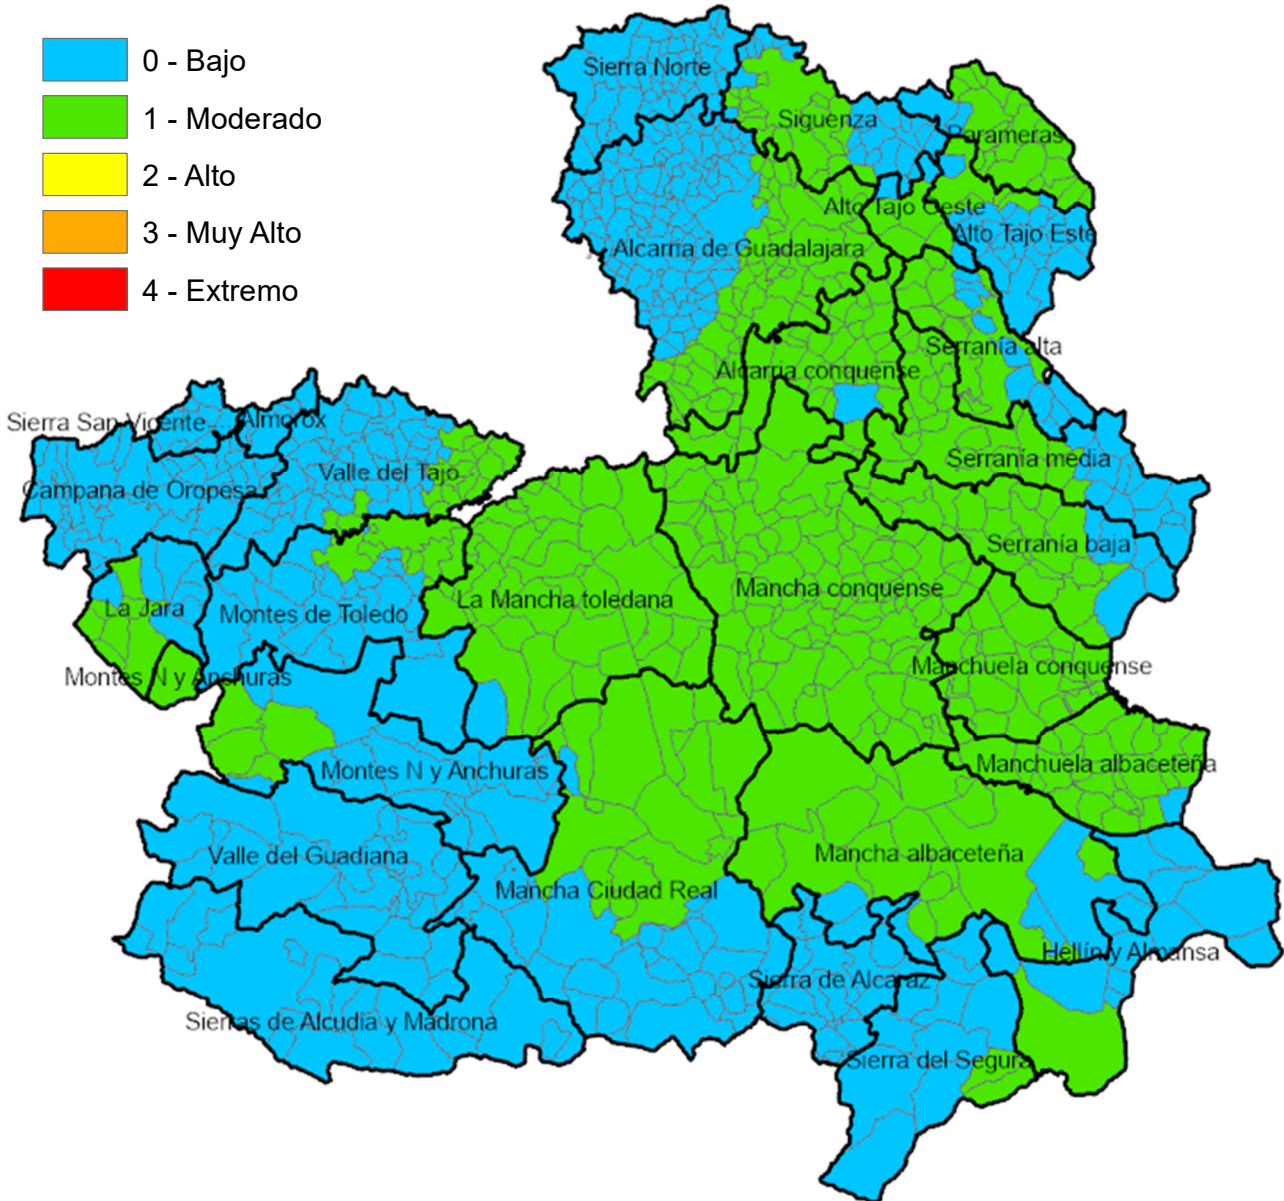 0 - Bajo
1 - Moderado
2 - Alto
3 - Muy Alto
4 - Extremo
Sierra Norte
Siguenza
Parameras
Alto Tajo Oeste
Alto Tajo Este
Alcarria de Guadalajara
Serranía alta
Alcarria conquense
Sierra San Vicente
Almorox
Serranía media
Valle del Tajo
Campana de Oropesa
Serranía baja
Mancha conquense
La Mancha toledana
La Jara
Montes de Toledo
Manchuela conquense
Montes N y Anchuras
Manchuela albaceteña
Montes N y Anchuras
Mancha albaceteña
Valle del Guadiana
Mancha Ciudad Real
Hellín y Almansa
Sierra de Alcaraz
Sierras de Alcudia y Madrona
Sierra del Segura